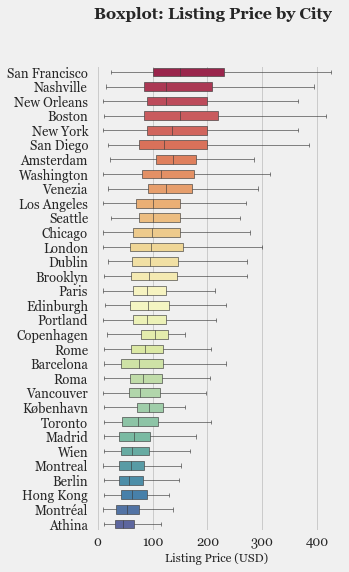 Boxplot: Listing Price by City
San Francisco
Nashville
New Orleans
Boston
New York
San Diego
Amsterdam
Washington
Venezia
Los Angeles
Seattle
Chicago
London
Dublin
Brooklyn
Paris
Edinburgh
Portland
Copenhagen
Rome
Barcelona
Roma
Vancouver
København
Toronto
Madrid
Wien
Montreal
Berlin
Hong Kong
Montréal
Athina
0 100 200 300 400
Listing Price (USD)